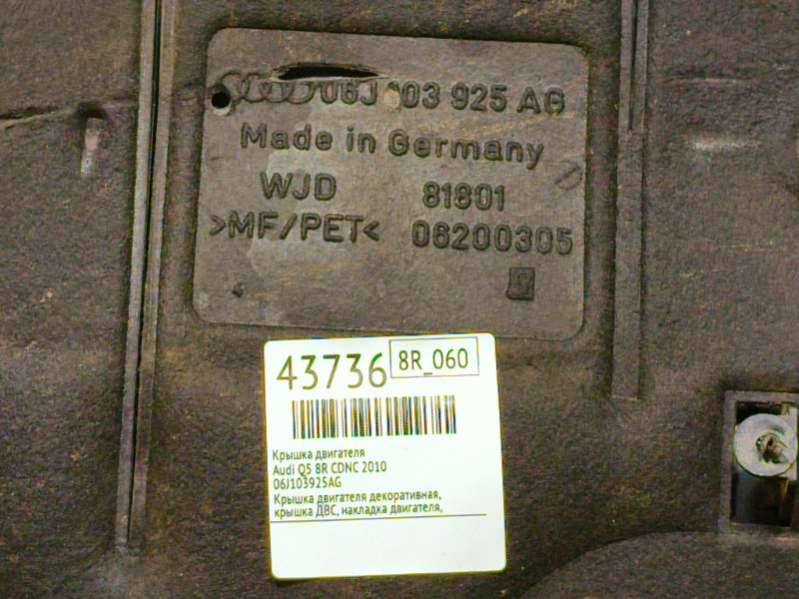 06J 103 925 AG
Made in Germany
WJD 81801
>MF/PET< 06200305
43736 8R_060
Крышка двигателя
Audi Q5 8R CDNC 2010
06J103925AG
Крышка двигателя декоративная,
крышка ДВС, накладка двигателя,